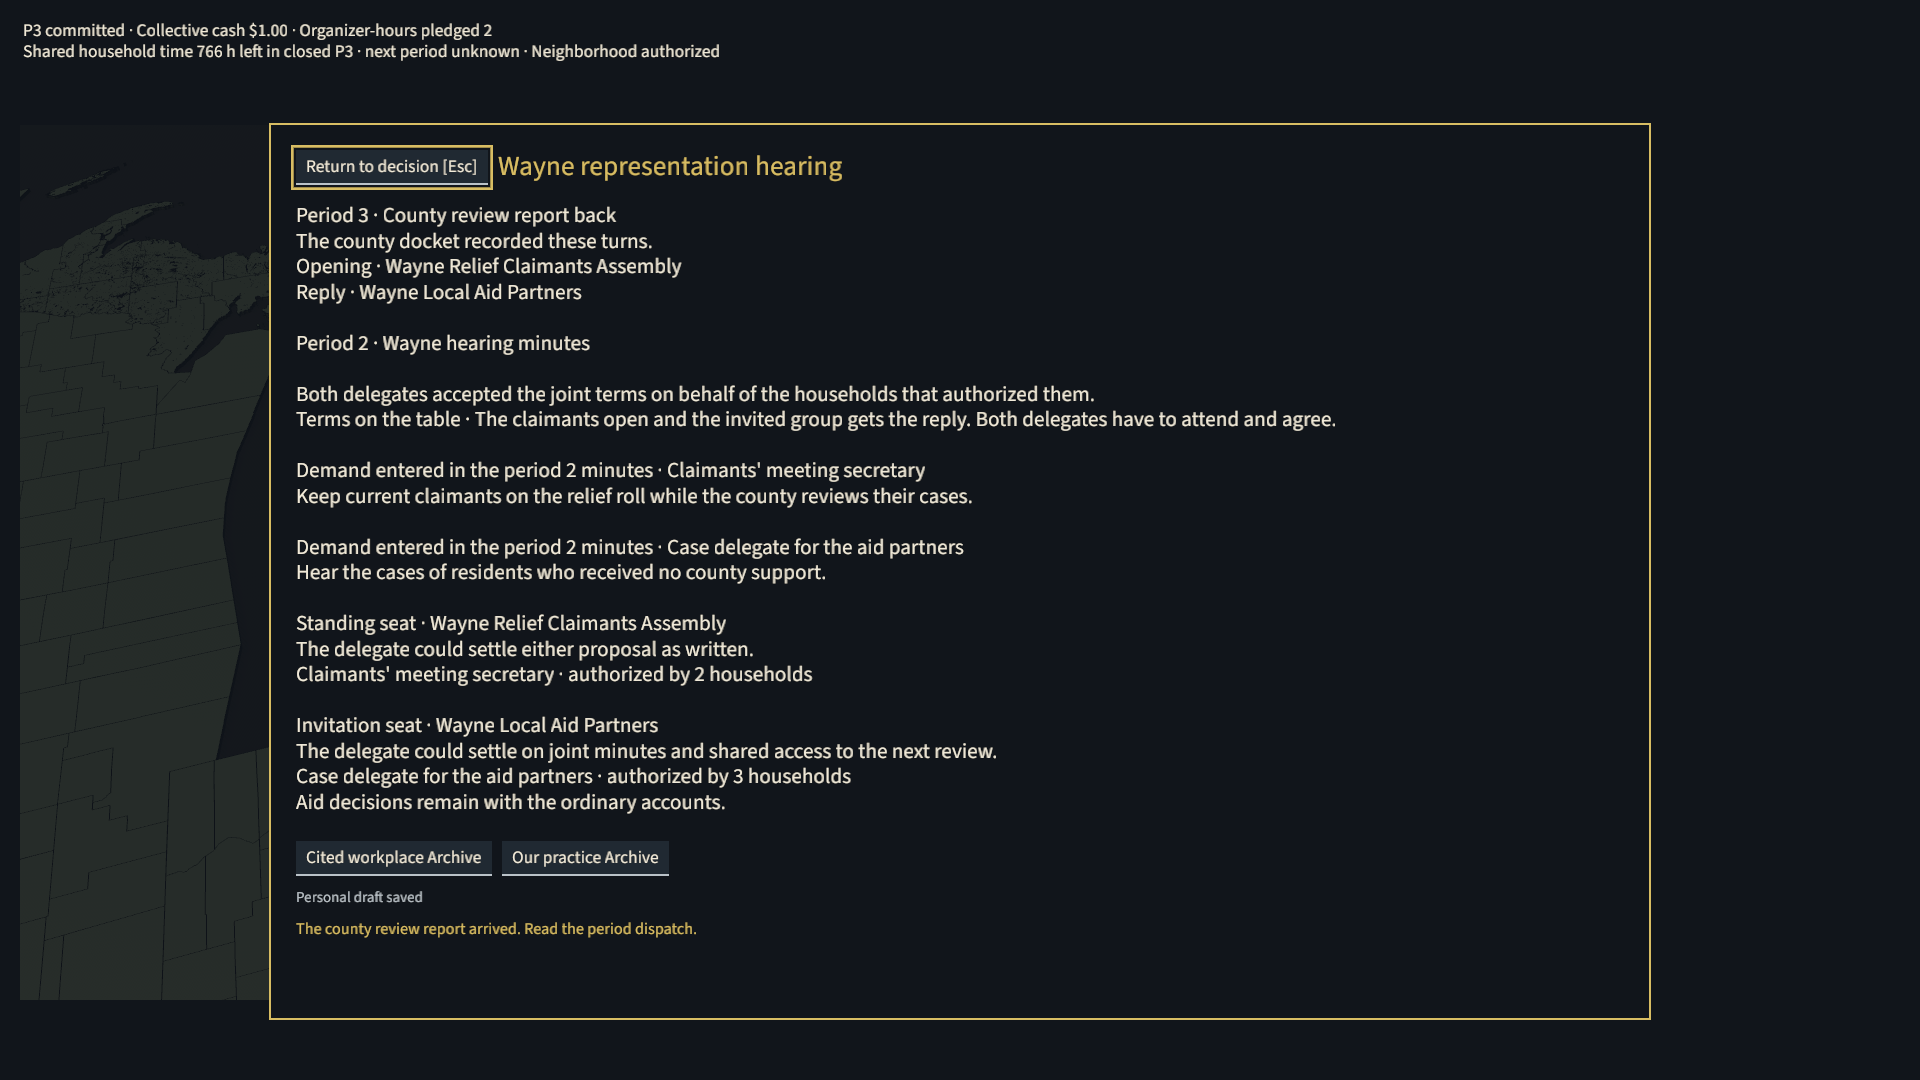 P3 committed · Collective cash $1.00 · Organizer-hours pledged 2
Shared household time 766 h left in closed P3 · next period unknown · Neighborhood authorized
Return to decision [Esc]
Wayne representation hearing
Period 3 · County review report back
The county docket recorded these turns.
Opening · Wayne Relief Claimants Assembly
Reply · Wayne Local Aid Partners
Period 2 · Wayne hearing minutes
Both delegates accepted the joint terms on behalf of the households that authorized them.
Terms on the table · The claimants open and the invited group gets the reply. Both delegates have to attend and agree.
Demand entered in the period 2 minutes · Claimants' meeting secretary
Keep current claimants on the relief roll while the county reviews their cases.
Demand entered in the period 2 minutes · Case delegate for the aid partners
Hear the cases of residents who received no county support.
Standing seat · Wayne Relief Claimants Assembly
The delegate could settle either proposal as written.
Claimants' meeting secretary · authorized by 2 households
Invitation seat · Wayne Local Aid Partners
The delegate could settle on joint minutes and shared access to the next review.
Case delegate for the aid partners · authorized by 3 households
Aid decisions remain with the ordinary accounts.
Cited workplace Archive
Our practice Archive
Personal draft saved
The county review report arrived. Read the period dispatch.